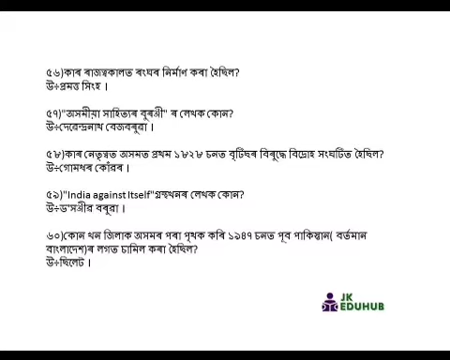 ৫৬)কাৰ ৰাজত্বকালত ৰংঘৰ নিৰ্মাণ কৰা হৈছিল?
উঃ÷প্ৰমত্ত সিংহ ।
৫৭)"অসমীয়া সাহিত্যৰ বুৰঞ্জী" ৰ লেখক কোন?
উ÷দেৱেন্দ্ৰনাথ বেজবৰুৱা ।
৫৮)কাৰ নেতৃত্বত অসমত প্ৰথম ১৮২৮ চনত বৃটিছৰ বিৰুদ্ধে বিদ্ৰোহ সংঘটিত হৈছিল?
উ÷গোমধৰ কোঁৱৰ ।
৫৯)"India against Itself"গ্ৰন্থখনৰ লেখক কোন?
উ÷ড°সঞ্জীৱ বৰুৱা ।
৬০)কোন খন জিলাক অসমৰ পৰা পৃথক কৰি ১৯৪৭ চনত পূব পাকিস্তান( বৰ্তমান
বাংলাদেশ)ৰ লগত চামিল কৰা হৈছিল?
উ÷ছিলেট ।
JK
EDUHUB